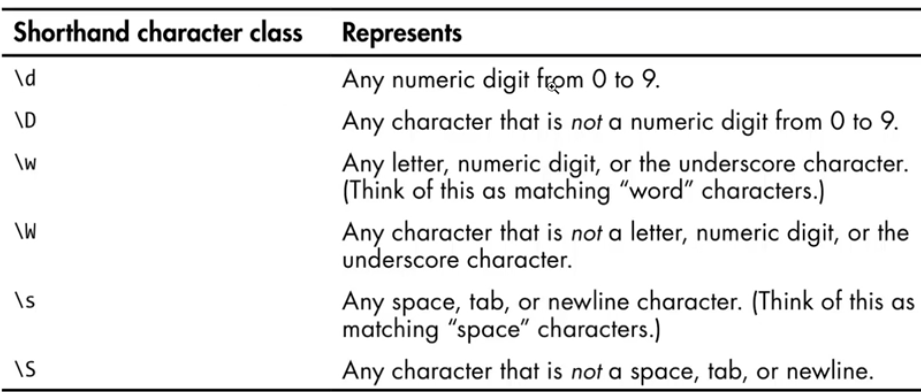 Shorthand character class Represents
\d Any numeric digit from 0 to 9.
\D Any character that is not a numeric digit from 0 to 9.
\w Any letter, numeric digit, or the underscore character.
(Think of this as matching “word” characters.)
\W Any character that is not a letter, numeric digit, or the
underscore character.
\s Any space, tab, or newline character. (Think of this as
matching “space” characters.)
\S Any character that is not a space, tab, or newline.